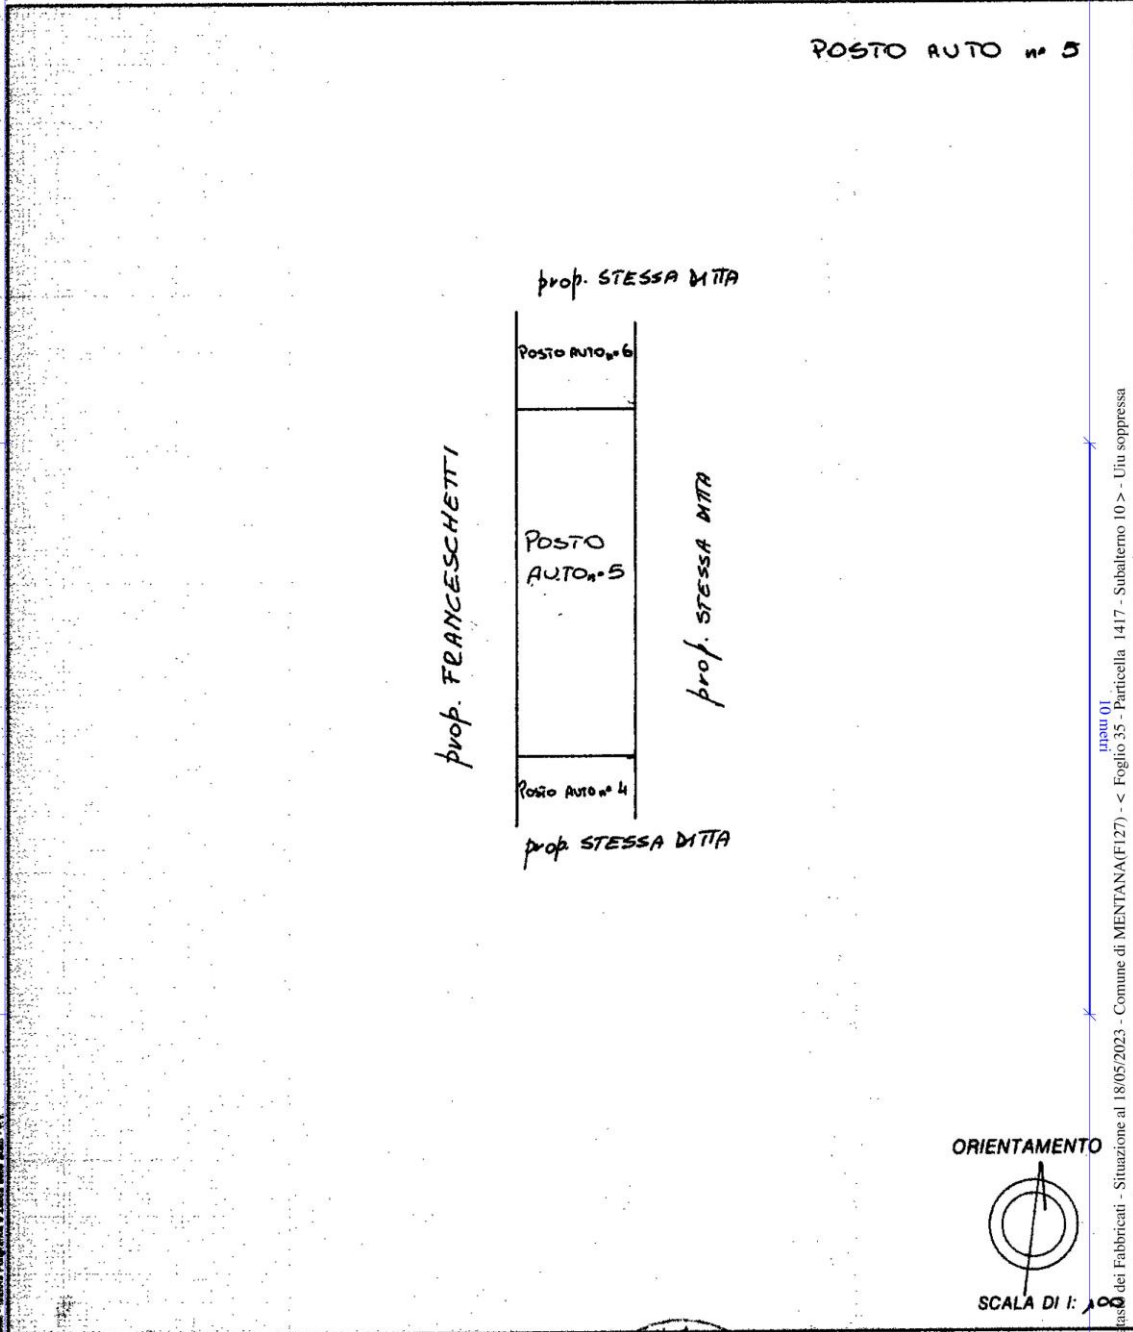 POSTO AUTO n° 5
prop. STESSA DITTA
POSTO AUTO n° 6
prop. FRANCESCHETTI
POSTO
AUTO n° 5
prop. STESSA DITTA
POSTO AUTO n° 4
prop. STESSA DITTA
10 metri
dei Fabbricati - Situazione al 18/05/2023 - Comune di MENTANA(F127) - < Foglio 35 - Particella 1417 - Subalterno 10 > - Uiu soppressa
ORIENTAMENTO
SCALA DI I: 100